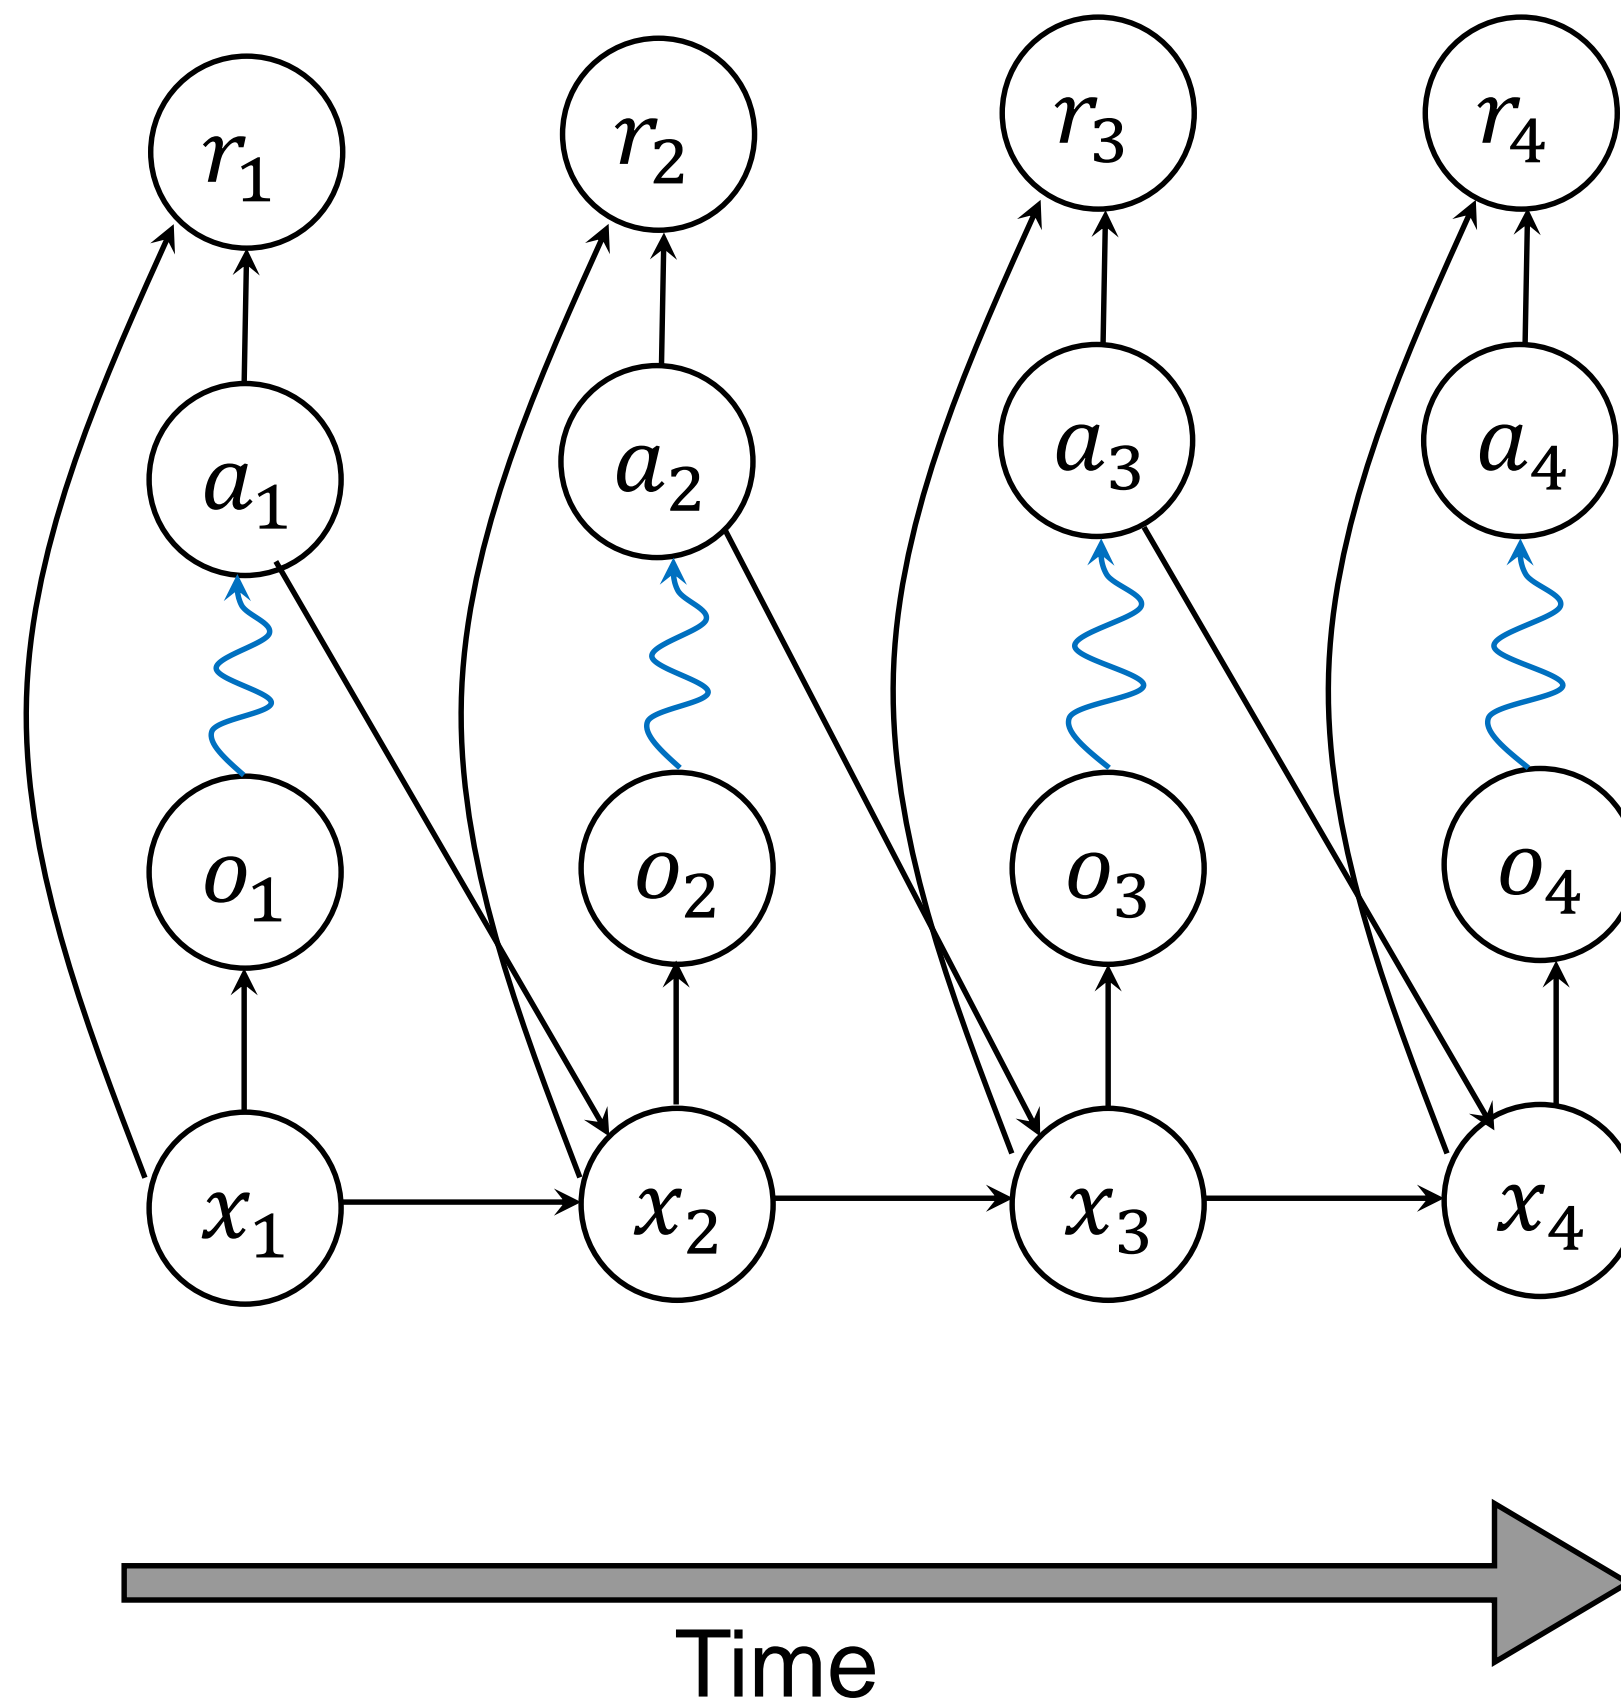 r₁ r₂ r₃ r₄
a₁ a₂ a₃ a₄
o₁ o₂ o₃ o₄
x₁ x₂ x₃ x₄
Time